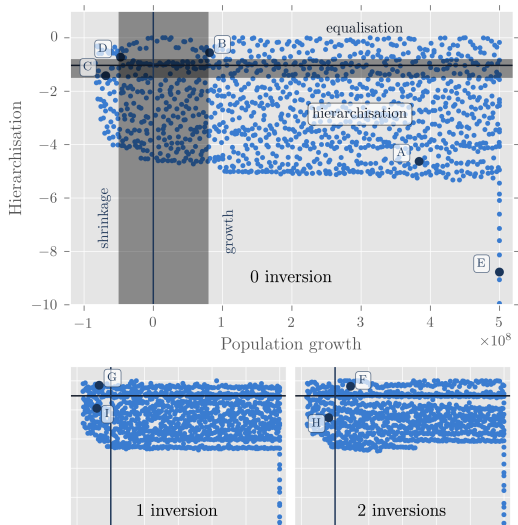 equalisation
0
B
D
C
−2
hierarchisation
−4
A
−6
shrinkage
growth
E
−8
0 inversion
−10
Hierarchisation
−1
0
1
2
3
4
5
×10⁸
Population growth
G
I
1 inversion
F
H
2 inversions